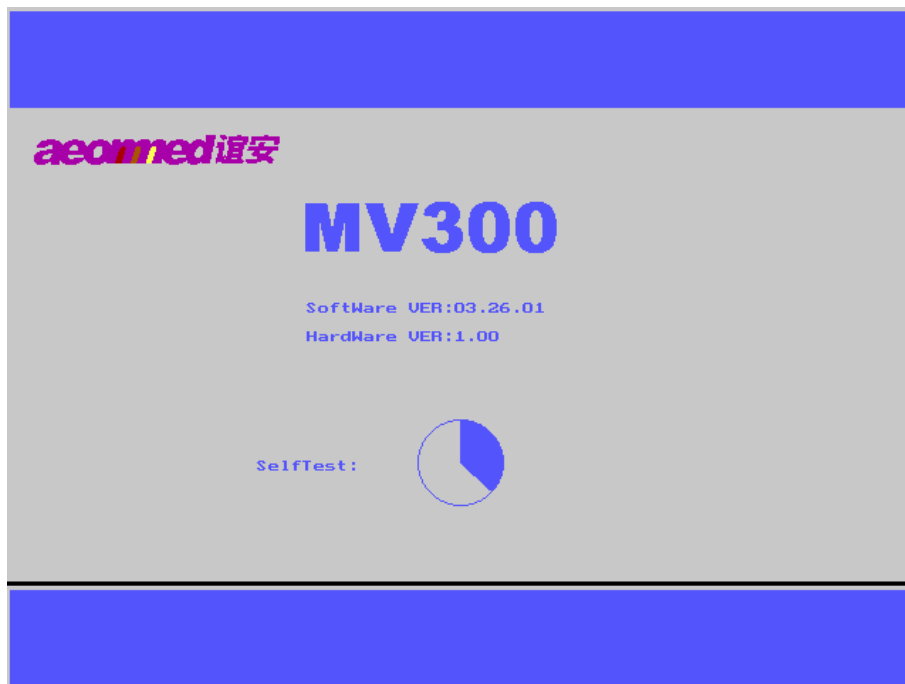 aeonmed谊安
MV300
SoftWare VER:03.26.01
HardWare VER:1.00
SelfTest: